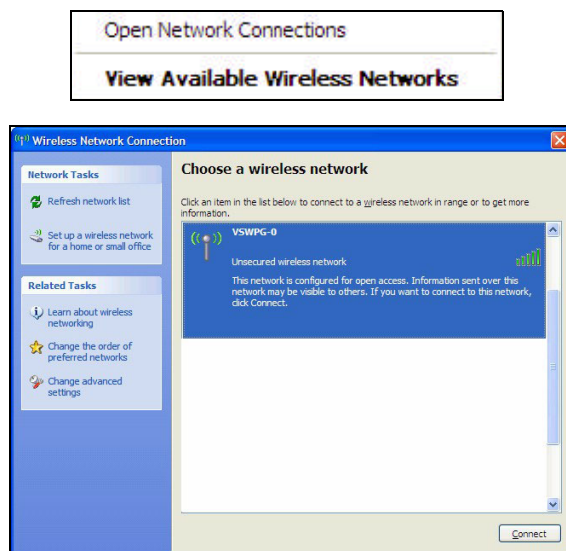 Open Network Connections
View Available Wireless Networks
Wireless Network Connection
Network Tasks
Refresh network list
Set up a wireless network
for a home or small office
Related Tasks
Learn about wireless
networking
Change the order of
preferred networks
Change advanced
settings
Choose a wireless network
Click an item in the list below to connect to a wireless network in range or to get more
information.
VSWPG-0
Unsecured wireless network
This network is configured for open access. Information sent over this
network may be visible to others. If you want to connect to this network,
click Connect.
Connect